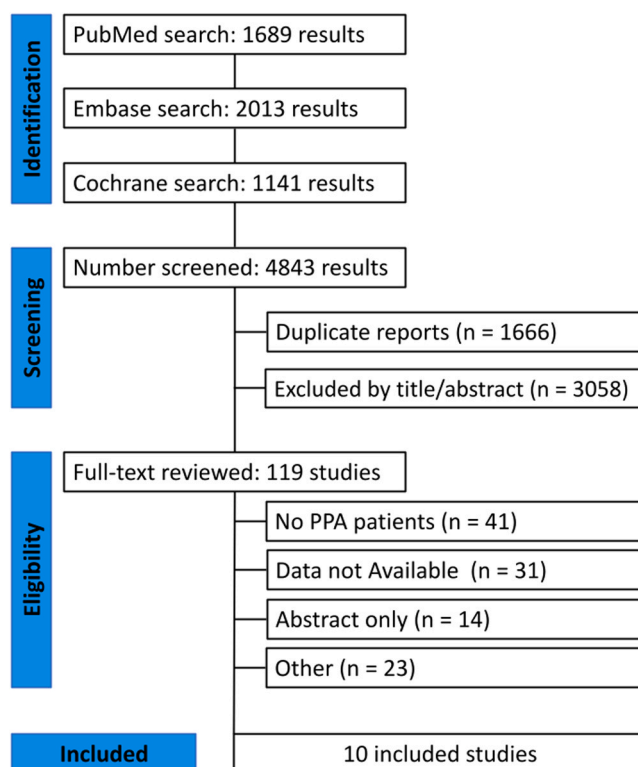 Identification
PubMed search: 1689 results
Embase search: 2013 results
Cochrane search: 1141 results
Screening
Number screened: 4843 results
Duplicate reports (n = 1666)
Excluded by title/abstract (n = 3058)
Eligibility
Full-text reviewed: 119 studies
No PPA patients (n = 41)
Data not Available (n = 31)
Abstract only (n = 14)
Other (n = 23)
Included
10 included studies